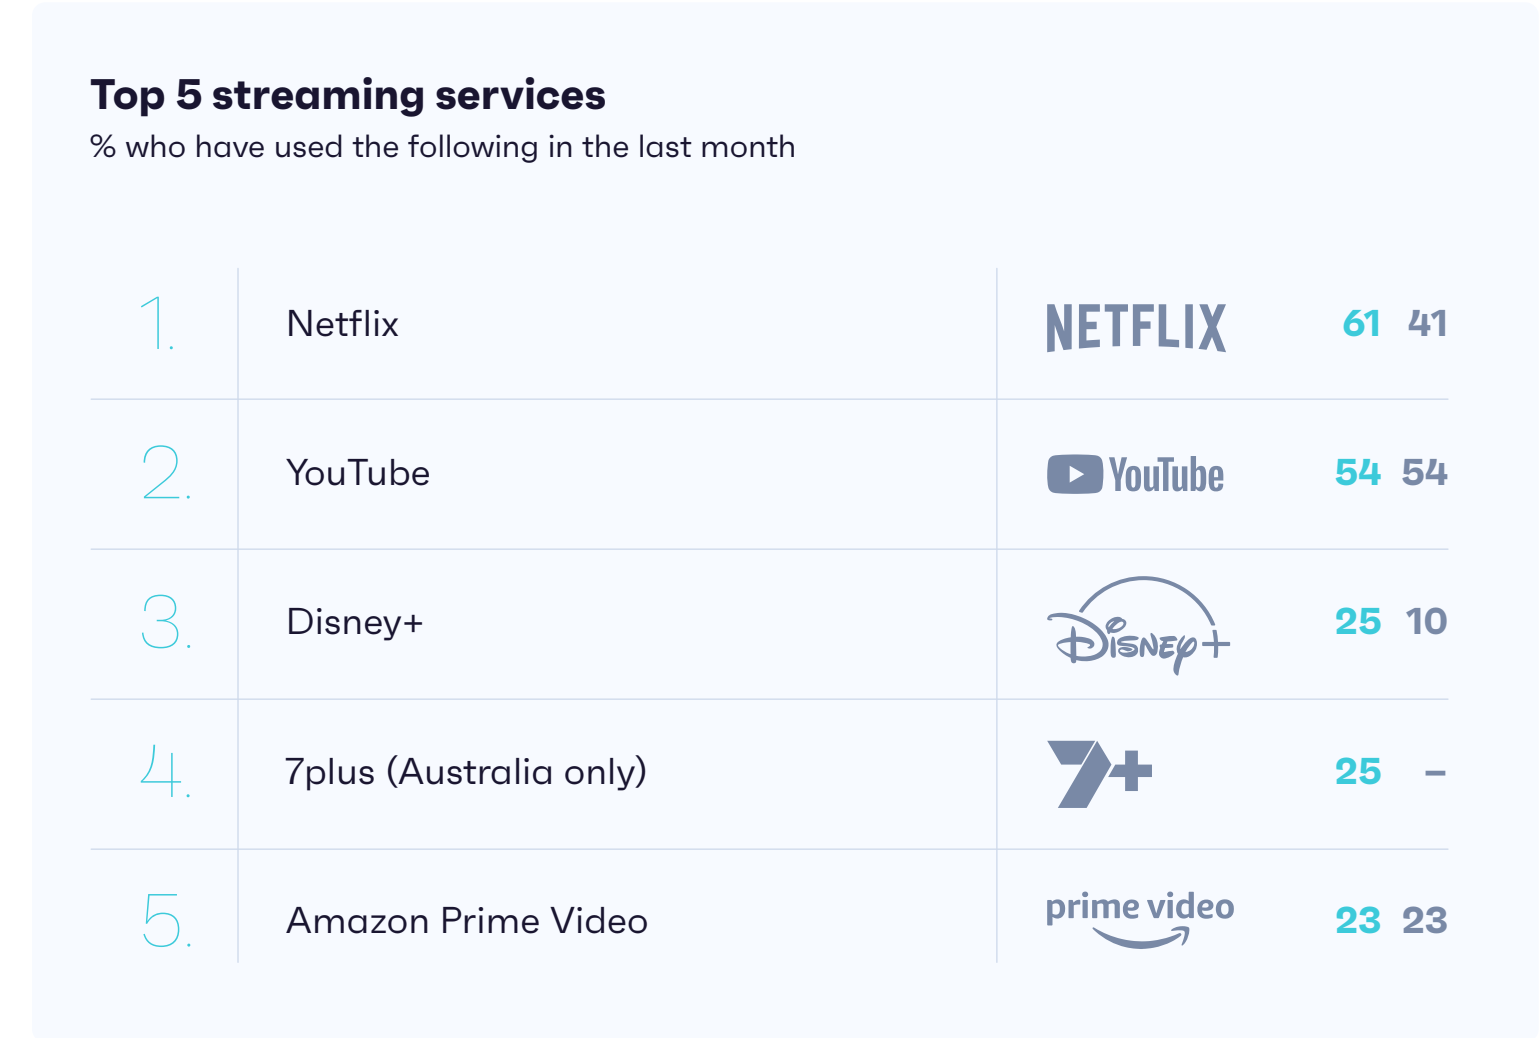 Top 5 streaming services
% who have used the following in the last month
1. Netflix NETFLIX 61 41
2. YouTube YouTube 54 54
3. Disney+ Disney+ 25 10
4. 7plus (Australia only) 7+ 25 –
5. Amazon Prime Video prime video 23 23